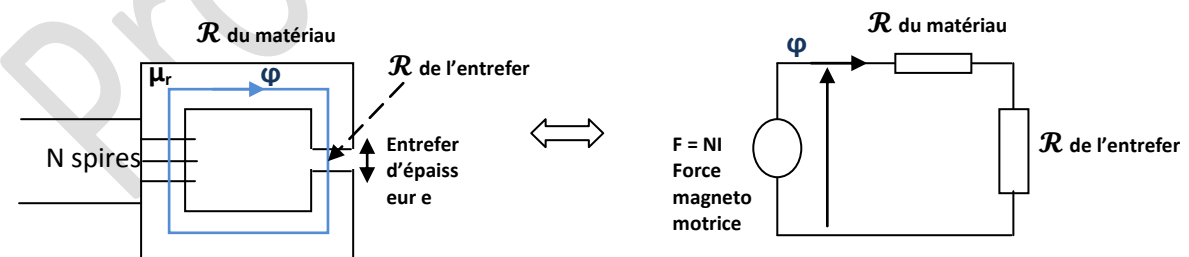 ℛ du matériau
μr
φ
ℛ de l’entrefer
N spires
Entrefer
d’épaiss
eur e
ℛ du matériau
φ
F = NI
Force
magneto
motrice
ℛ de l’entrefer